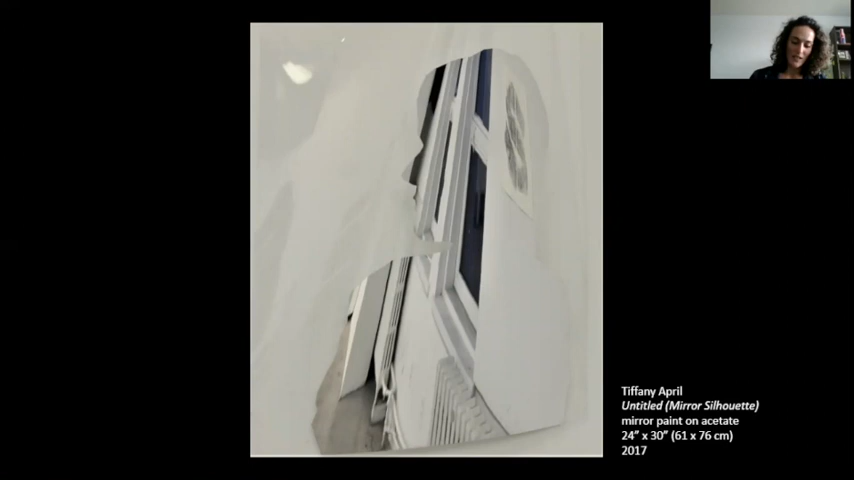 Tiffany April
Untitled (Mirror Silhouette)
mirror paint on acetate
24” x 30” (61 x 76 cm)
2017